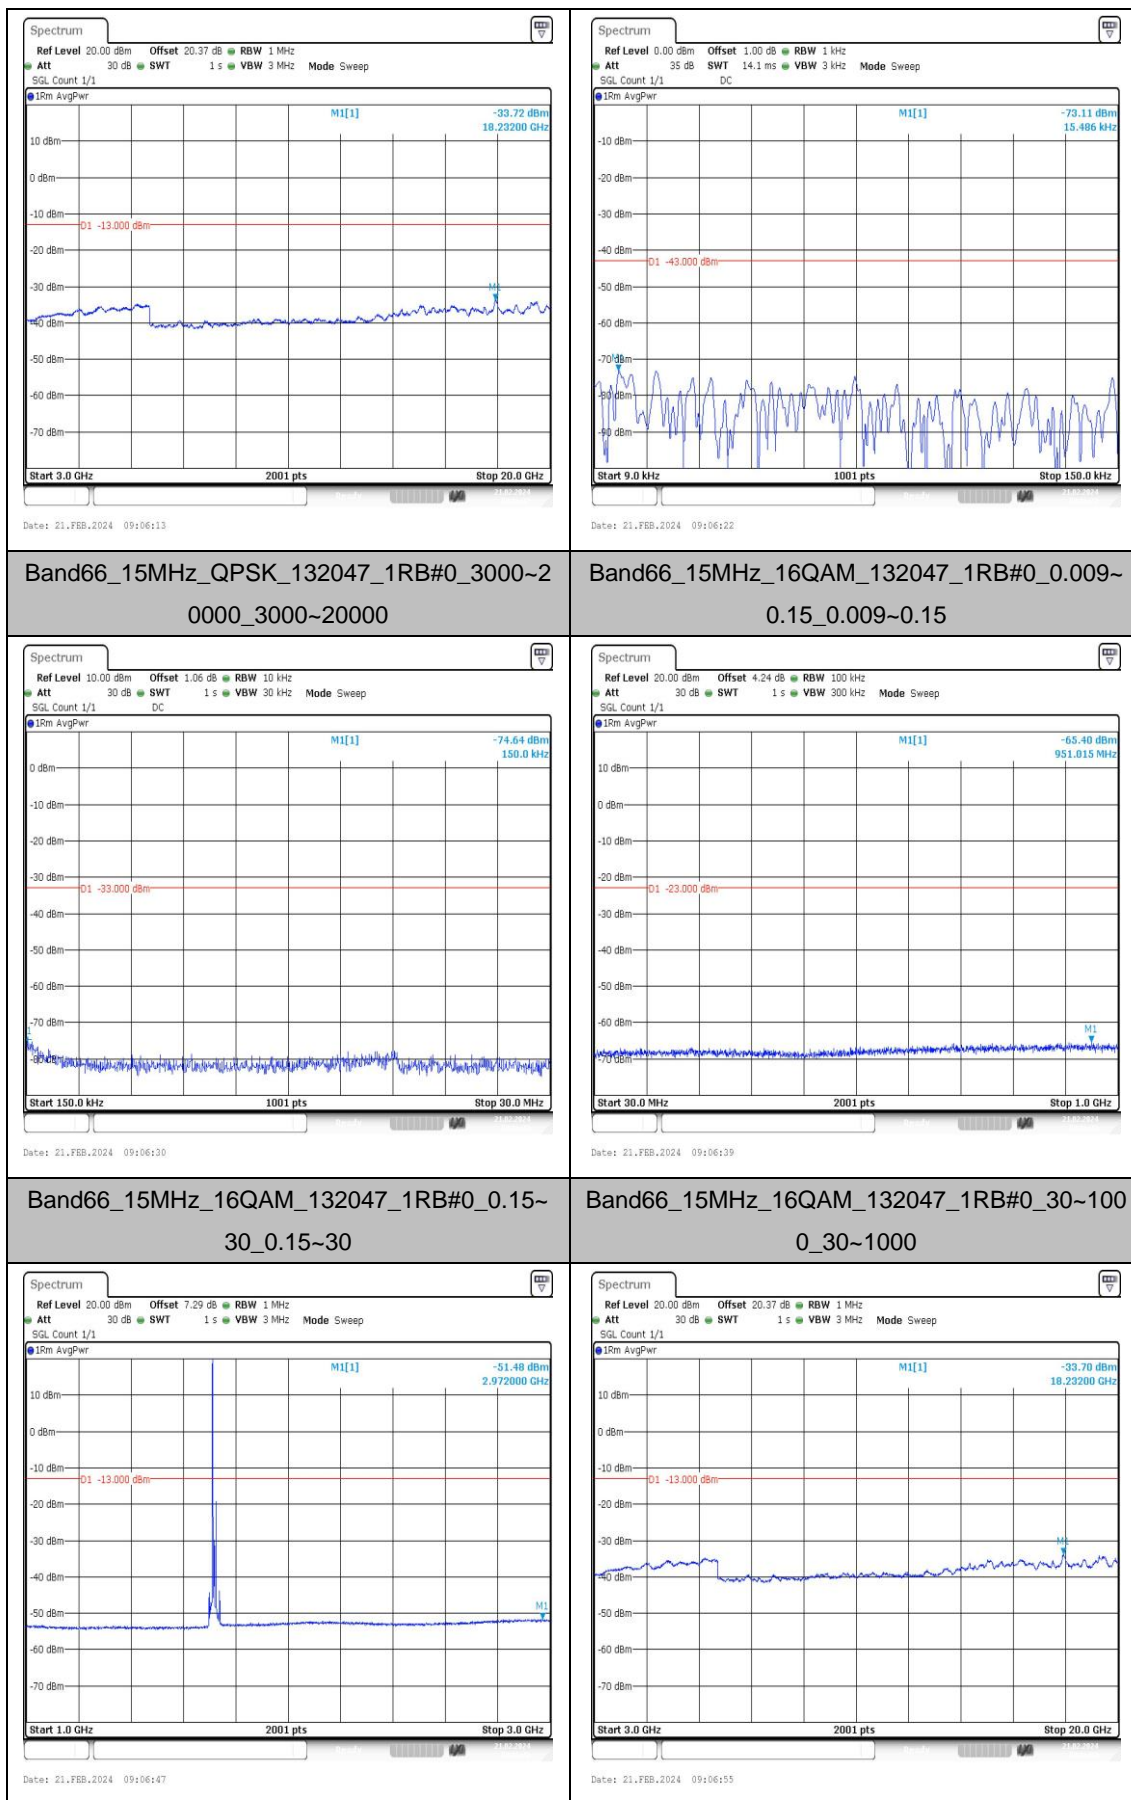 Spectrum
Ref Level 20.00 dBm Offset 20.37 dB RBW 1 MHz
Att 30 dB SWT 1 s VBW 3 MHz Mode Sweep
SGL Count 1/1
1Rm AvgPwr
M1[1] -33.72 dBm
18.23200 GHz
10 dBm
0 dBm
-10 dBm
D1 -13.000 dBm
-20 dBm
-30 dBm
M1
-40 dBm
-50 dBm
-60 dBm
-70 dBm
Start 3.0 GHz 2001 pts Stop 20.0 GHz
Date: 21.FEB.2024 09:06:13
Spectrum
Ref Level 0.00 dBm Offset 1.00 dB RBW 1 kHz
Att 35 dB SWT 14.1 ms VBW 3 kHz Mode Sweep
SGL Count 1/1 DC
1Rm AvgPwr
M1[1] -73.11 dBm
15.486 kHz
-10 dBm
-20 dBm
-30 dBm
-40 dBm
D1 -43.000 dBm
-50 dBm
-60 dBm
-70 dBm
-80 dBm
-90 dBm
Start 9.0 kHz 1001 pts Stop 150.0 kHz
Date: 21.FEB.2024 09:06:22
Band66_15MHz_QPSK_132047_1RB#0_3000~2
0000_3000~20000
Band66_15MHz_16QAM_132047_1RB#0_0.009~
0.15_0.009~0.15
Spectrum
Ref Level 10.00 dBm Offset 1.06 dB RBW 10 kHz
Att 30 dB SWT 1 s VBW 30 kHz Mode Sweep
SGL Count 1/1 DC
1Rm AvgPwr
M1[1] -74.64 dBm
150.0 kHz
0 dBm
-10 dBm
-20 dBm
-30 dBm
D1 -33.000 dBm
-40 dBm
-50 dBm
-60 dBm
-70 dBm
-80 dBm
Start 150.0 kHz 1001 pts Stop 30.0 MHz
Date: 21.FEB.2024 09:06:30
Spectrum
Ref Level 20.00 dBm Offset 4.24 dB RBW 100 kHz
Att 30 dB SWT 1 s VBW 300 kHz Mode Sweep
SGL Count 1/1
1Rm AvgPwr
M1[1] -65.40 dBm
951.015 MHz
10 dBm
0 dBm
-10 dBm
-20 dBm
D1 -23.000 dBm
-30 dBm
-40 dBm
-50 dBm
-60 dBm
M1
-70 dBm
Start 30.0 MHz 2001 pts Stop 1.0 GHz
Date: 21.FEB.2024 09:06:39
Band66_15MHz_16QAM_132047_1RB#0_0.15~
30_0.15~30
Band66_15MHz_16QAM_132047_1RB#0_30~100
0_30~1000
Spectrum
Ref Level 20.00 dBm Offset 7.29 dB RBW 1 MHz
Att 30 dB SWT 1 s VBW 3 MHz Mode Sweep
SGL Count 1/1
1Rm AvgPwr
M1[1] -51.48 dBm
2.972000 GHz
10 dBm
0 dBm
-10 dBm
D1 -13.000 dBm
-20 dBm
-30 dBm
-40 dBm
M1
-50 dBm
-60 dBm
-70 dBm
Start 1.0 GHz 2001 pts Stop 3.0 GHz
Date: 21.FEB.2024 09:06:47
Spectrum
Ref Level 20.00 dBm Offset 20.37 dB RBW 1 MHz
Att 30 dB SWT 1 s VBW 3 MHz Mode Sweep
SGL Count 1/1
1Rm AvgPwr
M1[1] -33.70 dBm
18.23200 GHz
10 dBm
0 dBm
-10 dBm
D1 -13.000 dBm
-20 dBm
-30 dBm
M1
-40 dBm
-50 dBm
-60 dBm
-70 dBm
Start 3.0 GHz 2001 pts Stop 20.0 GHz
Date: 21.FEB.2024 09:06:55